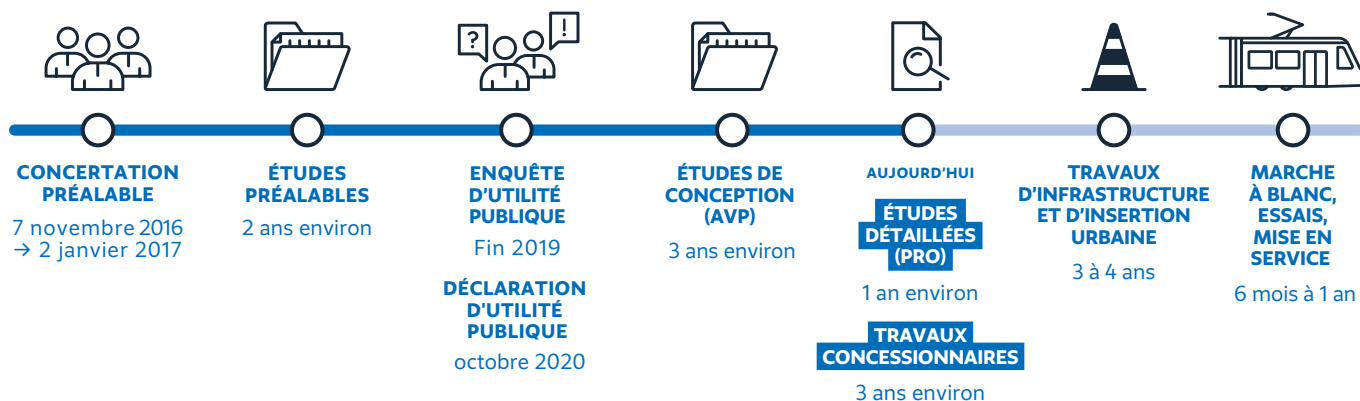 ?
!
CONCERTATION
PRÉALABLE
7 novembre 2016
→ 2 janvier 2017
ÉTUDES
PRÉALABLES
2 ans environ
ENQUÊTE
D'UTILITÉ
PUBLIQUE
Fin 2019
DÉCLARATION
D'UTILITÉ
PUBLIQUE
octobre 2020
ÉTUDES DE
CONCEPTION
(AVP)
3 ans environ
AUJOURD'HUI
ÉTUDES
DÉTAILLÉES
(PRO)
1 an environ
TRAVAUX
CONCESSIONNAIRES
3 ans environ
TRAVAUX
D'INFRASTRUCTURE
ET D'INSERTION
URBAINE
3 à 4 ans
MARCHE
À BLANC,
ESSAIS,
MISE EN
SERVICE
6 mois à 1 an